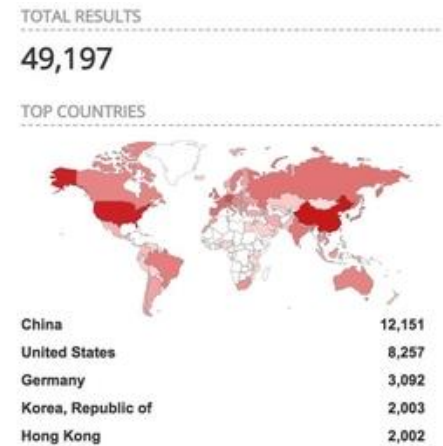 TOTAL RESULTS
49,197
TOP COUNTRIES
China 12,151
United States 8,257
Germany 3,092
Korea, Republic of 2,003
Hong Kong 2,002